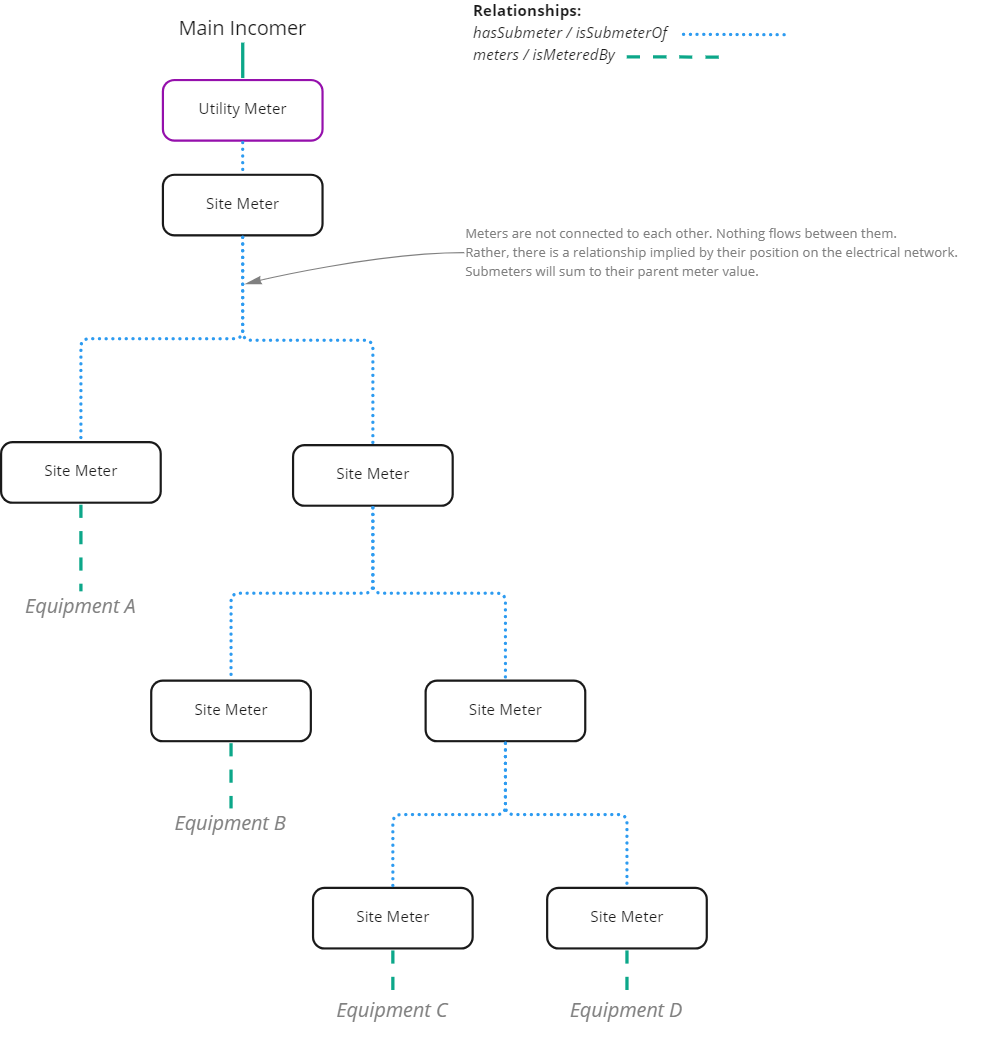 Relationships:
Main Incomer
hasSubmeter / isSubmeterOf
meters / isMeteredBy
Utility Meter
Site Meter
Meters are not connected to each other. Nothing flows between them.
Rather, there is a relationship implied by their position on the electrical network.
Submeters will sum to their parent meter value.
Site Meter
Site Meter
Equipment A
Site Meter
Site Meter
Equipment B
Site Meter
Site Meter
Equipment C
Equipment D